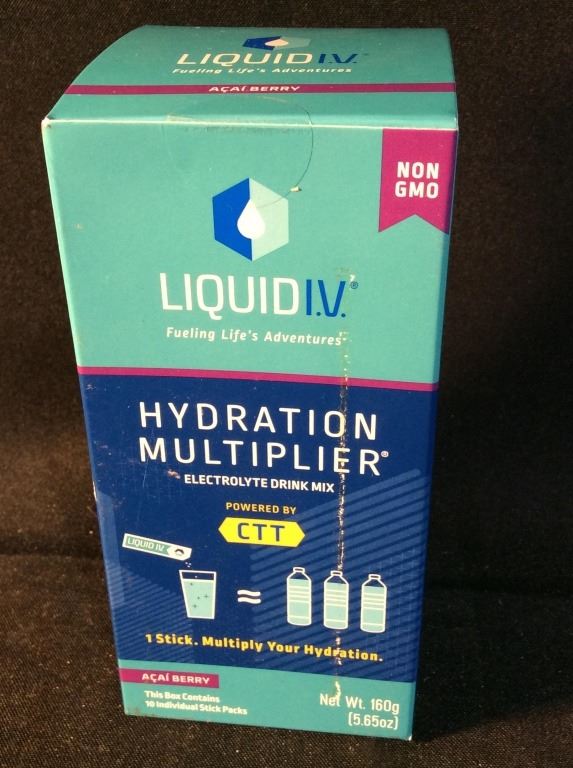 LIQUID I.V.™
Fueling Life's Adventures
AÇAÍ BERRY
NON
GMO
LIQUID I.V.®
Fueling Life's Adventures
HYDRATION
MULTIPLIER®
ELECTROLYTE DRINK MIX
POWERED BY
CTT
LIQUID IV
≈
1 Stick. Multiply Your Hydration.
AÇAÍ BERRY
This Box Contains
10 Individual Stick Packs
Net Wt. 160g
(5.65oz)